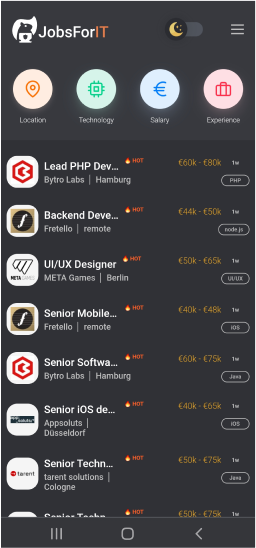 JobsForIT
Location Technology Salary Experience
Lead PHP Dev... HOT €60k - €80k 1w
Bytro Labs | Hamburg PHP
Backend Deve... HOT €44k - €50k 1w
Fretello | remote node js
UI/UX Designer HOT €50k - €65k 1w
META Games | Berlin UI/UX
Senior Mobile... HOT €40k - €48k 1w
Fretello | remote iOS
Senior Softwa... HOT €60k - €75k 1w
Bytro Labs | Hamburg Java
Senior iOS de... HOT €40k - €65k 1w
Appsoluts | iOS
Düsseldorf
Senior Techn... HOT €50k - €75k 1w
tarent
tarent solutions | Java
Cologne
Senior Techn... HOT €50k - €75k 1w